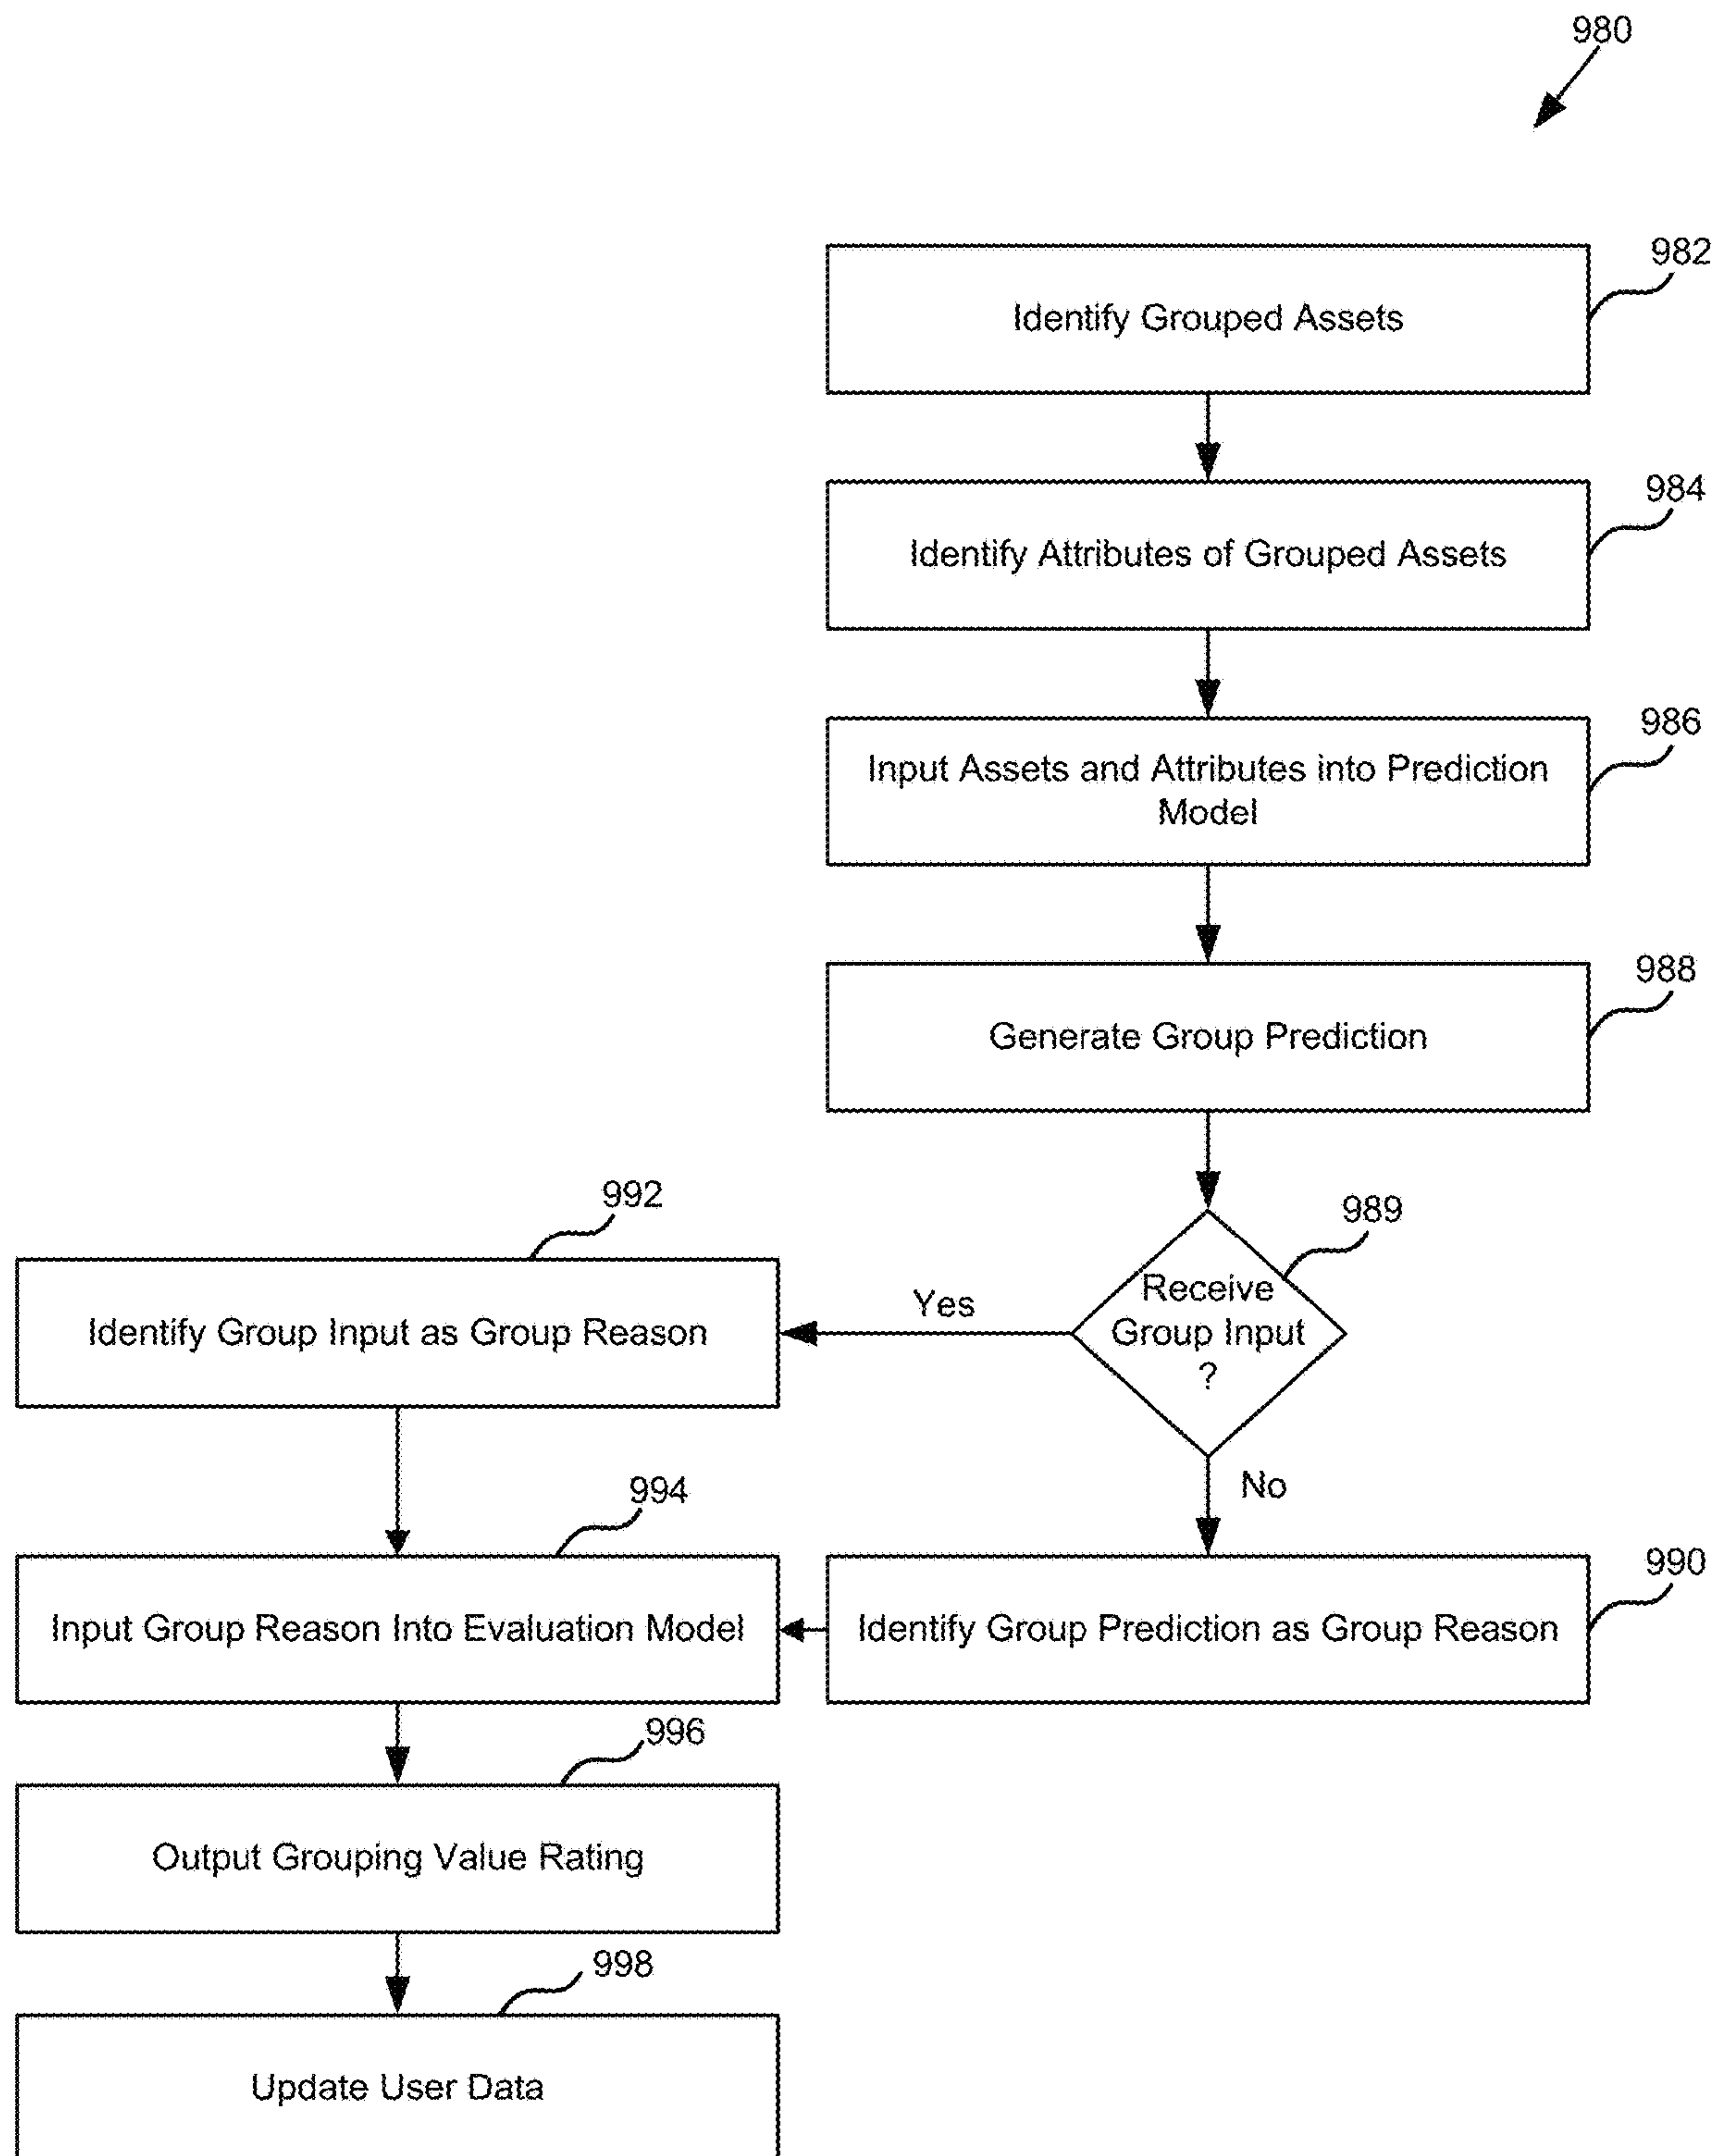 980
982
Identify Grouped Assets
984
Identify Attributes of Grouped Assets
986
Input Assets and Attributes into Prediction
Model
988
Generate Group Prediction
992
989
Identify Group Input as Group Reason
Yes
Receive
Group Input
?
No
994
990
Input Group Reason Into Evaluation Model
Identify Group Prediction as Group Reason
996
Output Grouping Value Rating
998
Update User Data